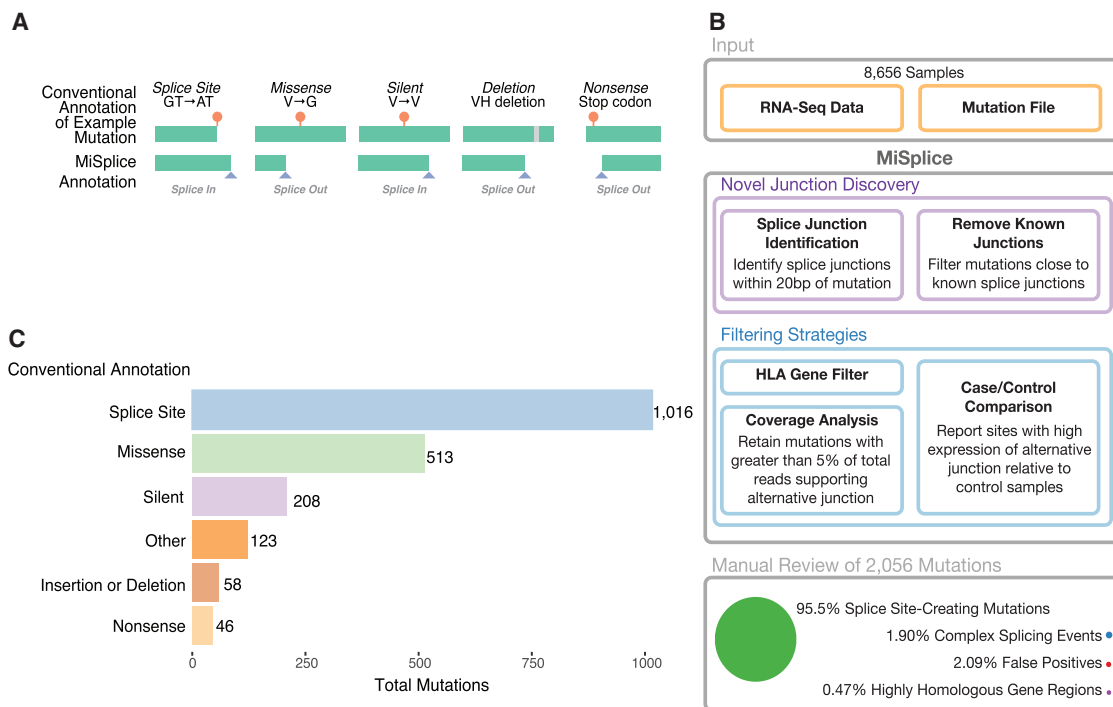 A
Conventional
Annotation
of Example
Mutation
Splice Site
GT→AT
Missense
V→G
Silent
V→V
Deletion
VH deletion
Nonsense
Stop codon
MiSplice
Annotation
Splice In
Splice Out
Splice In
Splice Out
Splice Out
B
Input
8,656 Samples
RNA-Seq Data
Mutation File
MiSplice
Novel Junction Discovery
Splice Junction
Identification
Identify splice junctions
within 20bp of mutation
Remove Known
Junctions
Filter mutations close to
known splice junctions
Filtering Strategies
HLA Gene Filter
Coverage Analysis
Retain mutations with
greater than 5% of total
reads supporting
alternative junction
Case/Control
Comparison
Report sites with high
expression of alternative
junction relative to
control samples
Manual Review of 2,056 Mutations
95.5% Splice Site-Creating Mutations
1.90% Complex Splicing Events
2.09% False Positives
0.47% Highly Homologous Gene Regions
C
Conventional Annotation
Splice Site
1,016
Missense
513
Silent
208
Other
123
Insertion or Deletion
58
Nonsense
46
0
250
500
750
1000
Total Mutations